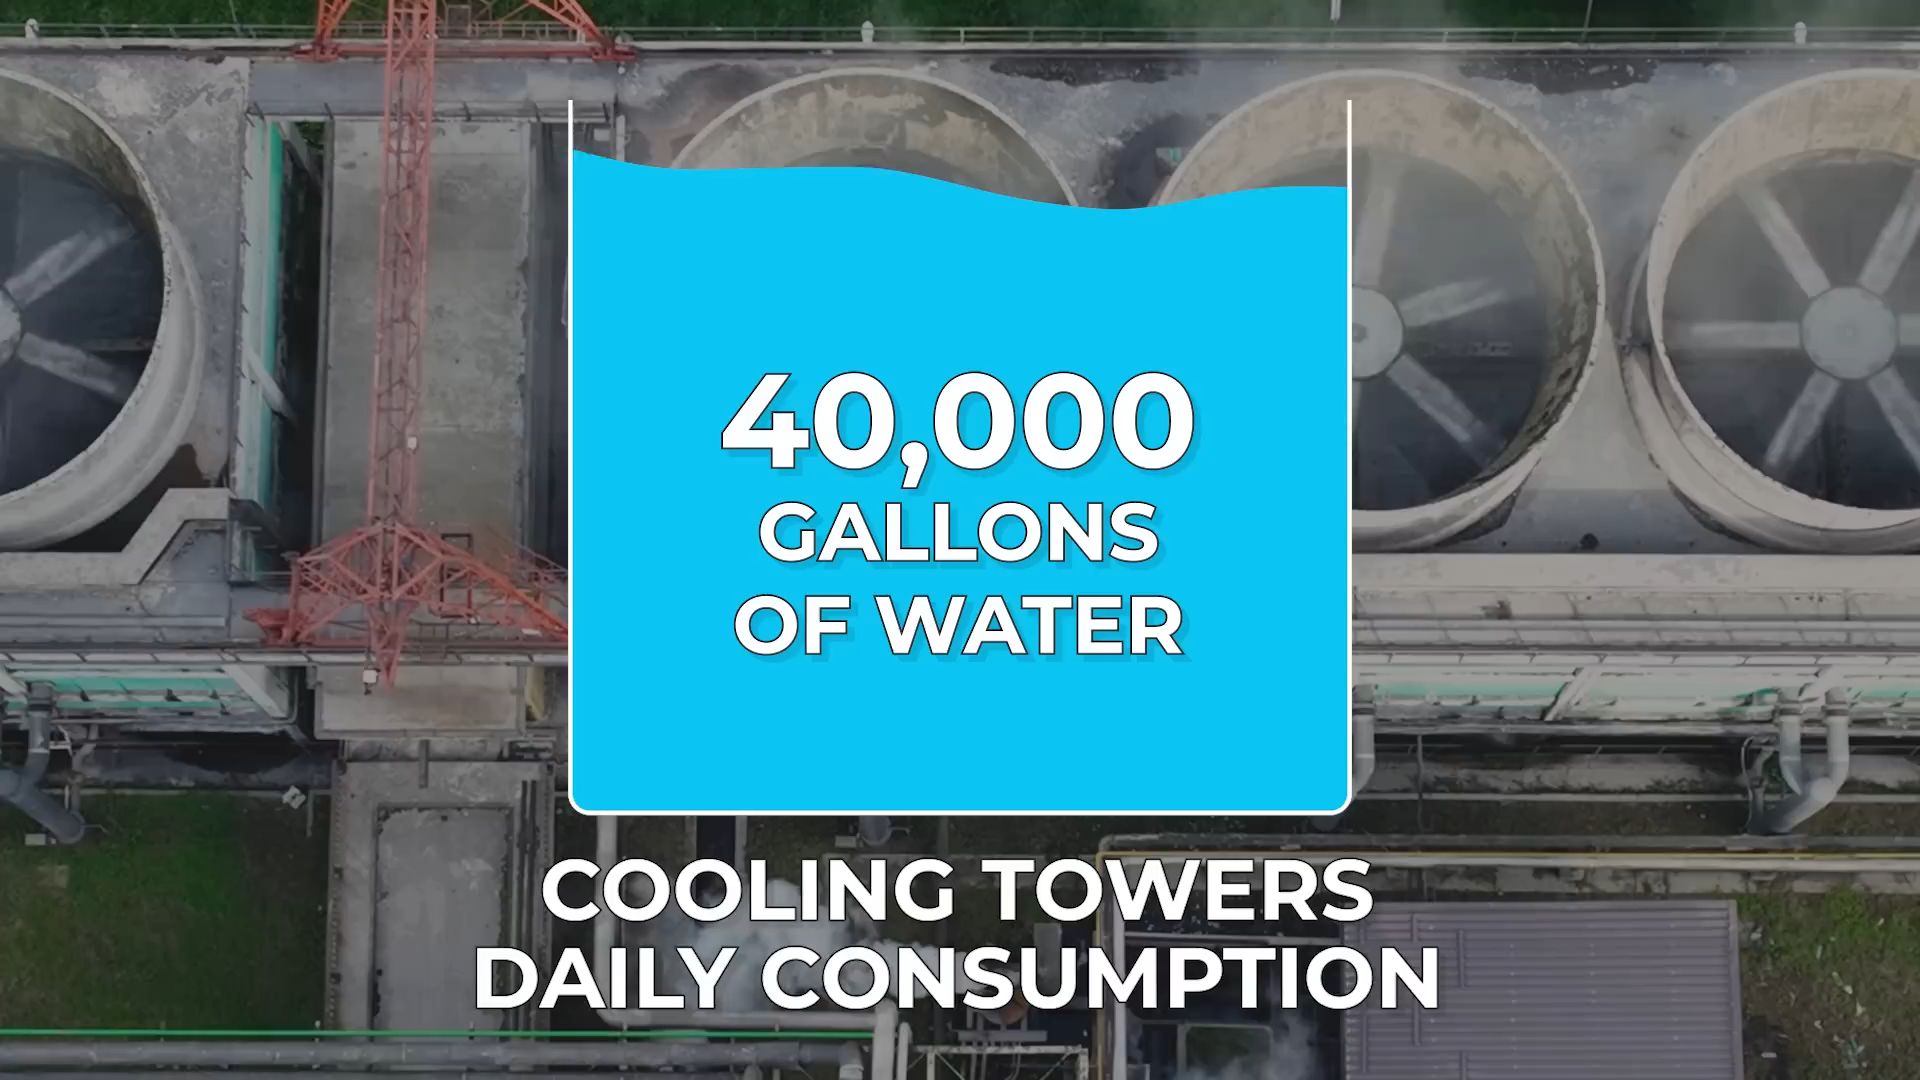 40,000
GALLONS
OF WATER
COOLING TOWERS
DAILY CONSUMPTION